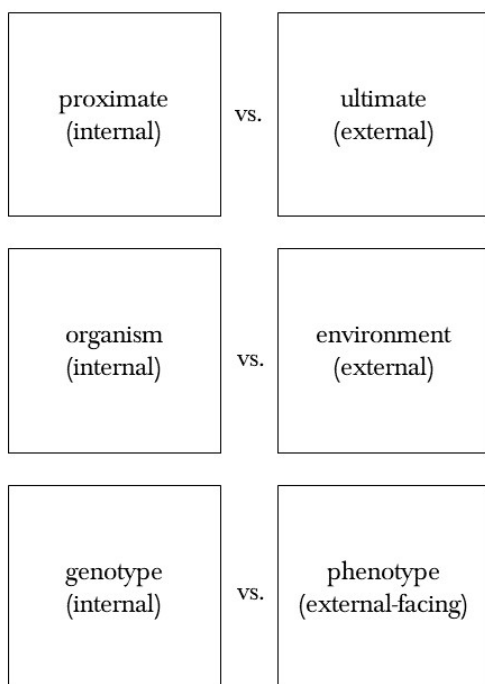 proximate
(internal)
vs.
ultimate
(external)
organism
(internal)
vs.
environment
(external)
genotype
(internal)
vs.
phenotype
(external-facing)